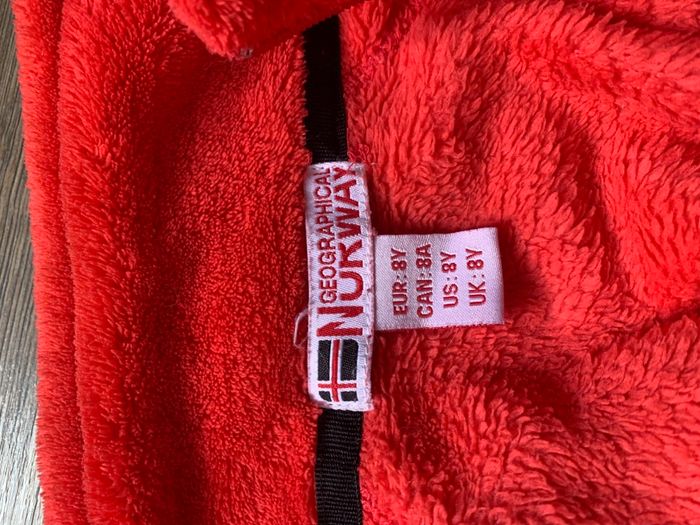 GEOGRAPHICAL
NORWAY
EUR: 8Y
CAN: 8A
US: 8Y
UK: 8Y